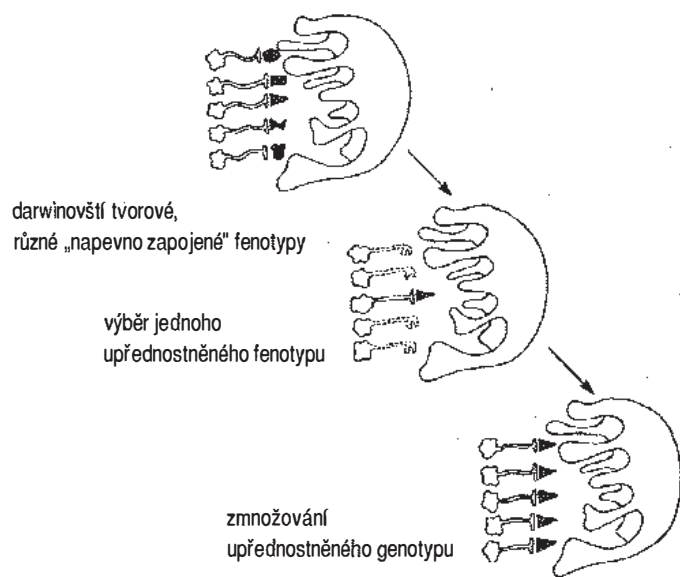 darwinovští tvorové,
různé „napevno zapojené" fenotypy
výběr jednoho
upřednostněného fenotypu
zmnožování
upřednostněného genotypu